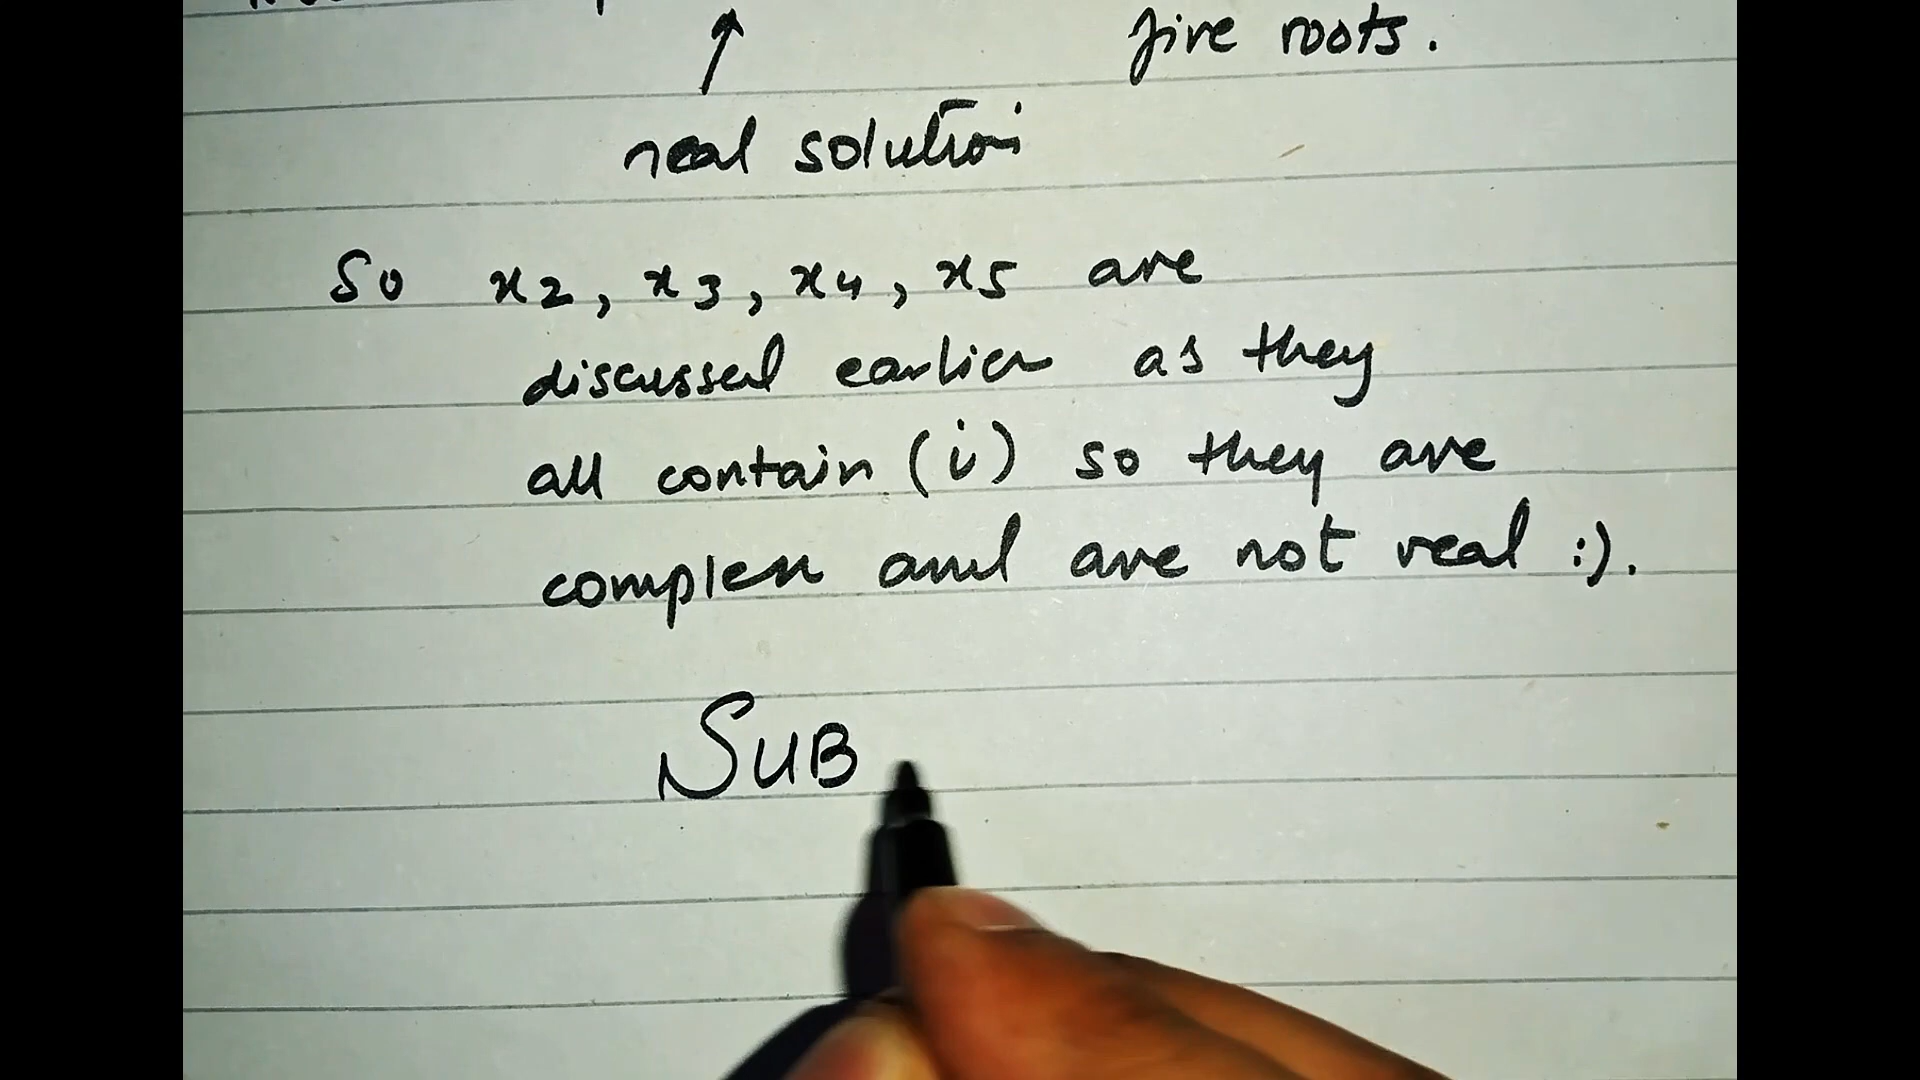 five roots.
real solution
So x2, x3, x4, x5 are
discussed earlier as they
all contain (i) so they are
complex and are not real :).
SUB